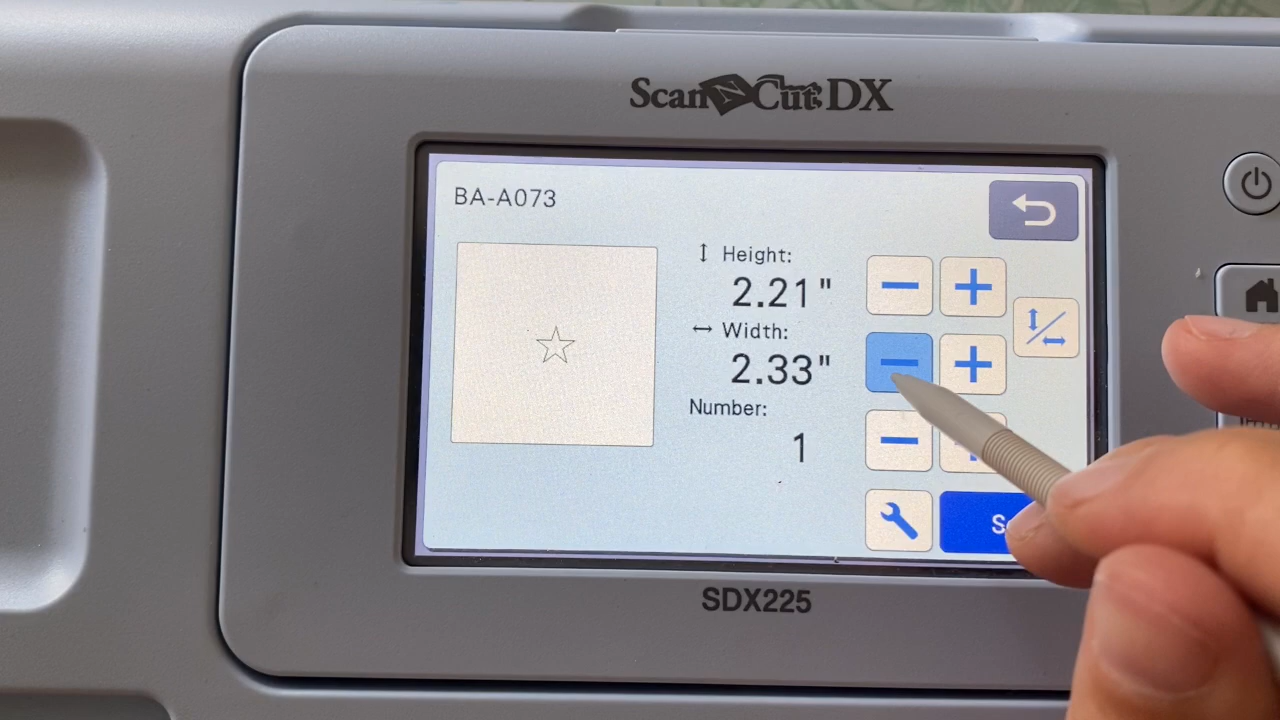 ScanNCut DX
BA-A073
Height:
2.21"
Width:
2.33"
Number:
1
SDX225